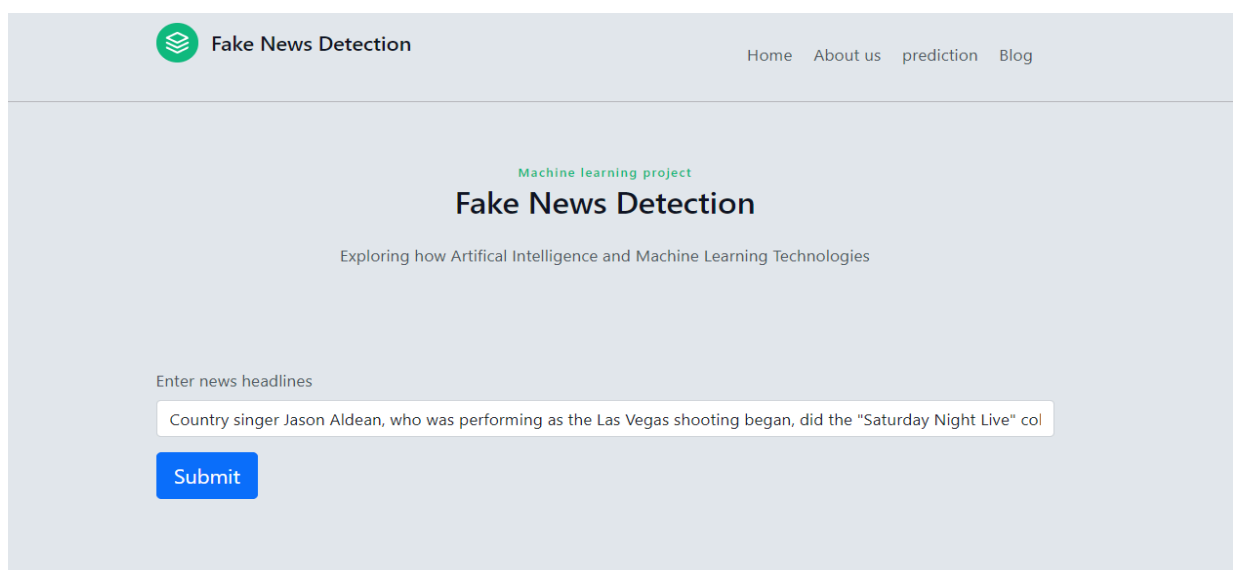 Fake News Detection
Home About us prediction Blog
Machine learning project
Fake News Detection
Exploring how Artifical Intelligence and Machine Learning Technologies
Enter news headlines
Country singer Jason Aldean, who was performing as the Las Vegas shooting began, did the "Saturday Night Live" col
Submit